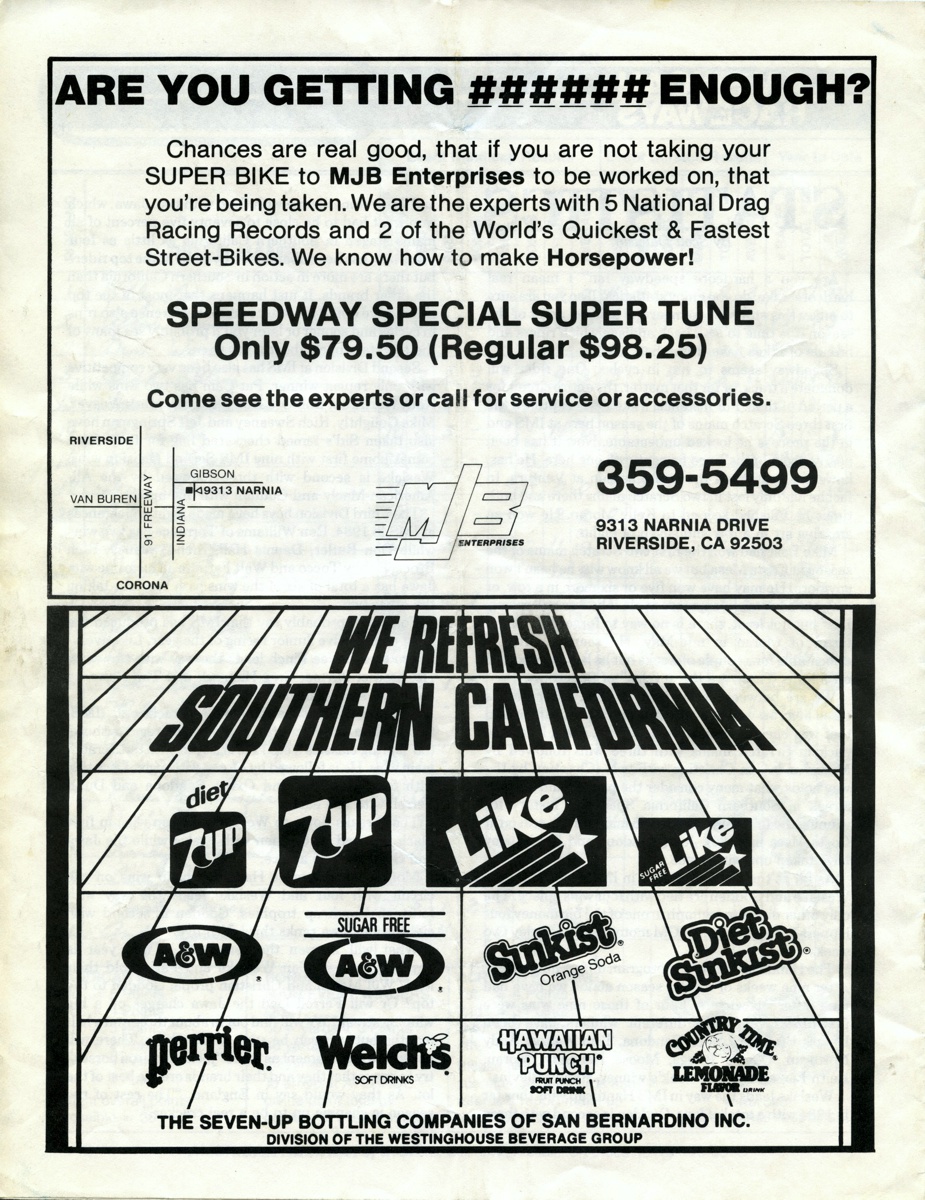 ARE YOU GETTING ###### ENOUGH?
Chances are real good, that if you are not taking your
SUPER BIKE to MJB Enterprises to be worked on, that
you're being taken. We are the experts with 5 National Drag
Racing Records and 2 of the World's Quickest & Fastest
Street-Bikes. We know how to make Horsepower!
SPEEDWAY SPECIAL SUPER TUNE
Only $79.50 (Regular $98.25)
Come see the experts or call for service or accessories.
RIVERSIDE
GIBSON
9313 NARNIA
VAN BUREN
91 FREEWAY
INDIANA
CORONA
MJB
ENTERPRISES
359-5499
9313 NARNIA DRIVE
RIVERSIDE, CA 92503
WE REFRESH
SOUTHERN CALIFORNIA
diet
7UP
7UP
Like
SUGAR FREE
Like
A&W
SUGAR FREE
A&W
Sunkist®
Orange Soda
Diet
Sunkist®
Perrier®
Welch's
SOFT DRINKS
HAWAIIAN
PUNCH®
FRUIT PUNCH
SOFT DRINK
COUNTRY TIME®
LEMONADE
FLAVOR DRINK
THE SEVEN-UP BOTTLING COMPANIES OF SAN BERNARDINO INC.
DIVISION OF THE WESTINGHOUSE BEVERAGE GROUP